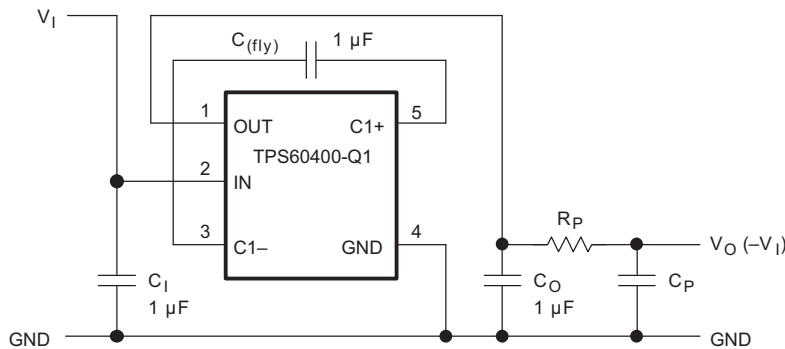 V_I
C_(fly) 1 µF
1 5
OUT C1+
TPS60400-Q1
2
IN
3 4
C1– GND
R_P
V_O (–V_I)
C_I
1 µF
C_O
1 µF
C_P
GND GND